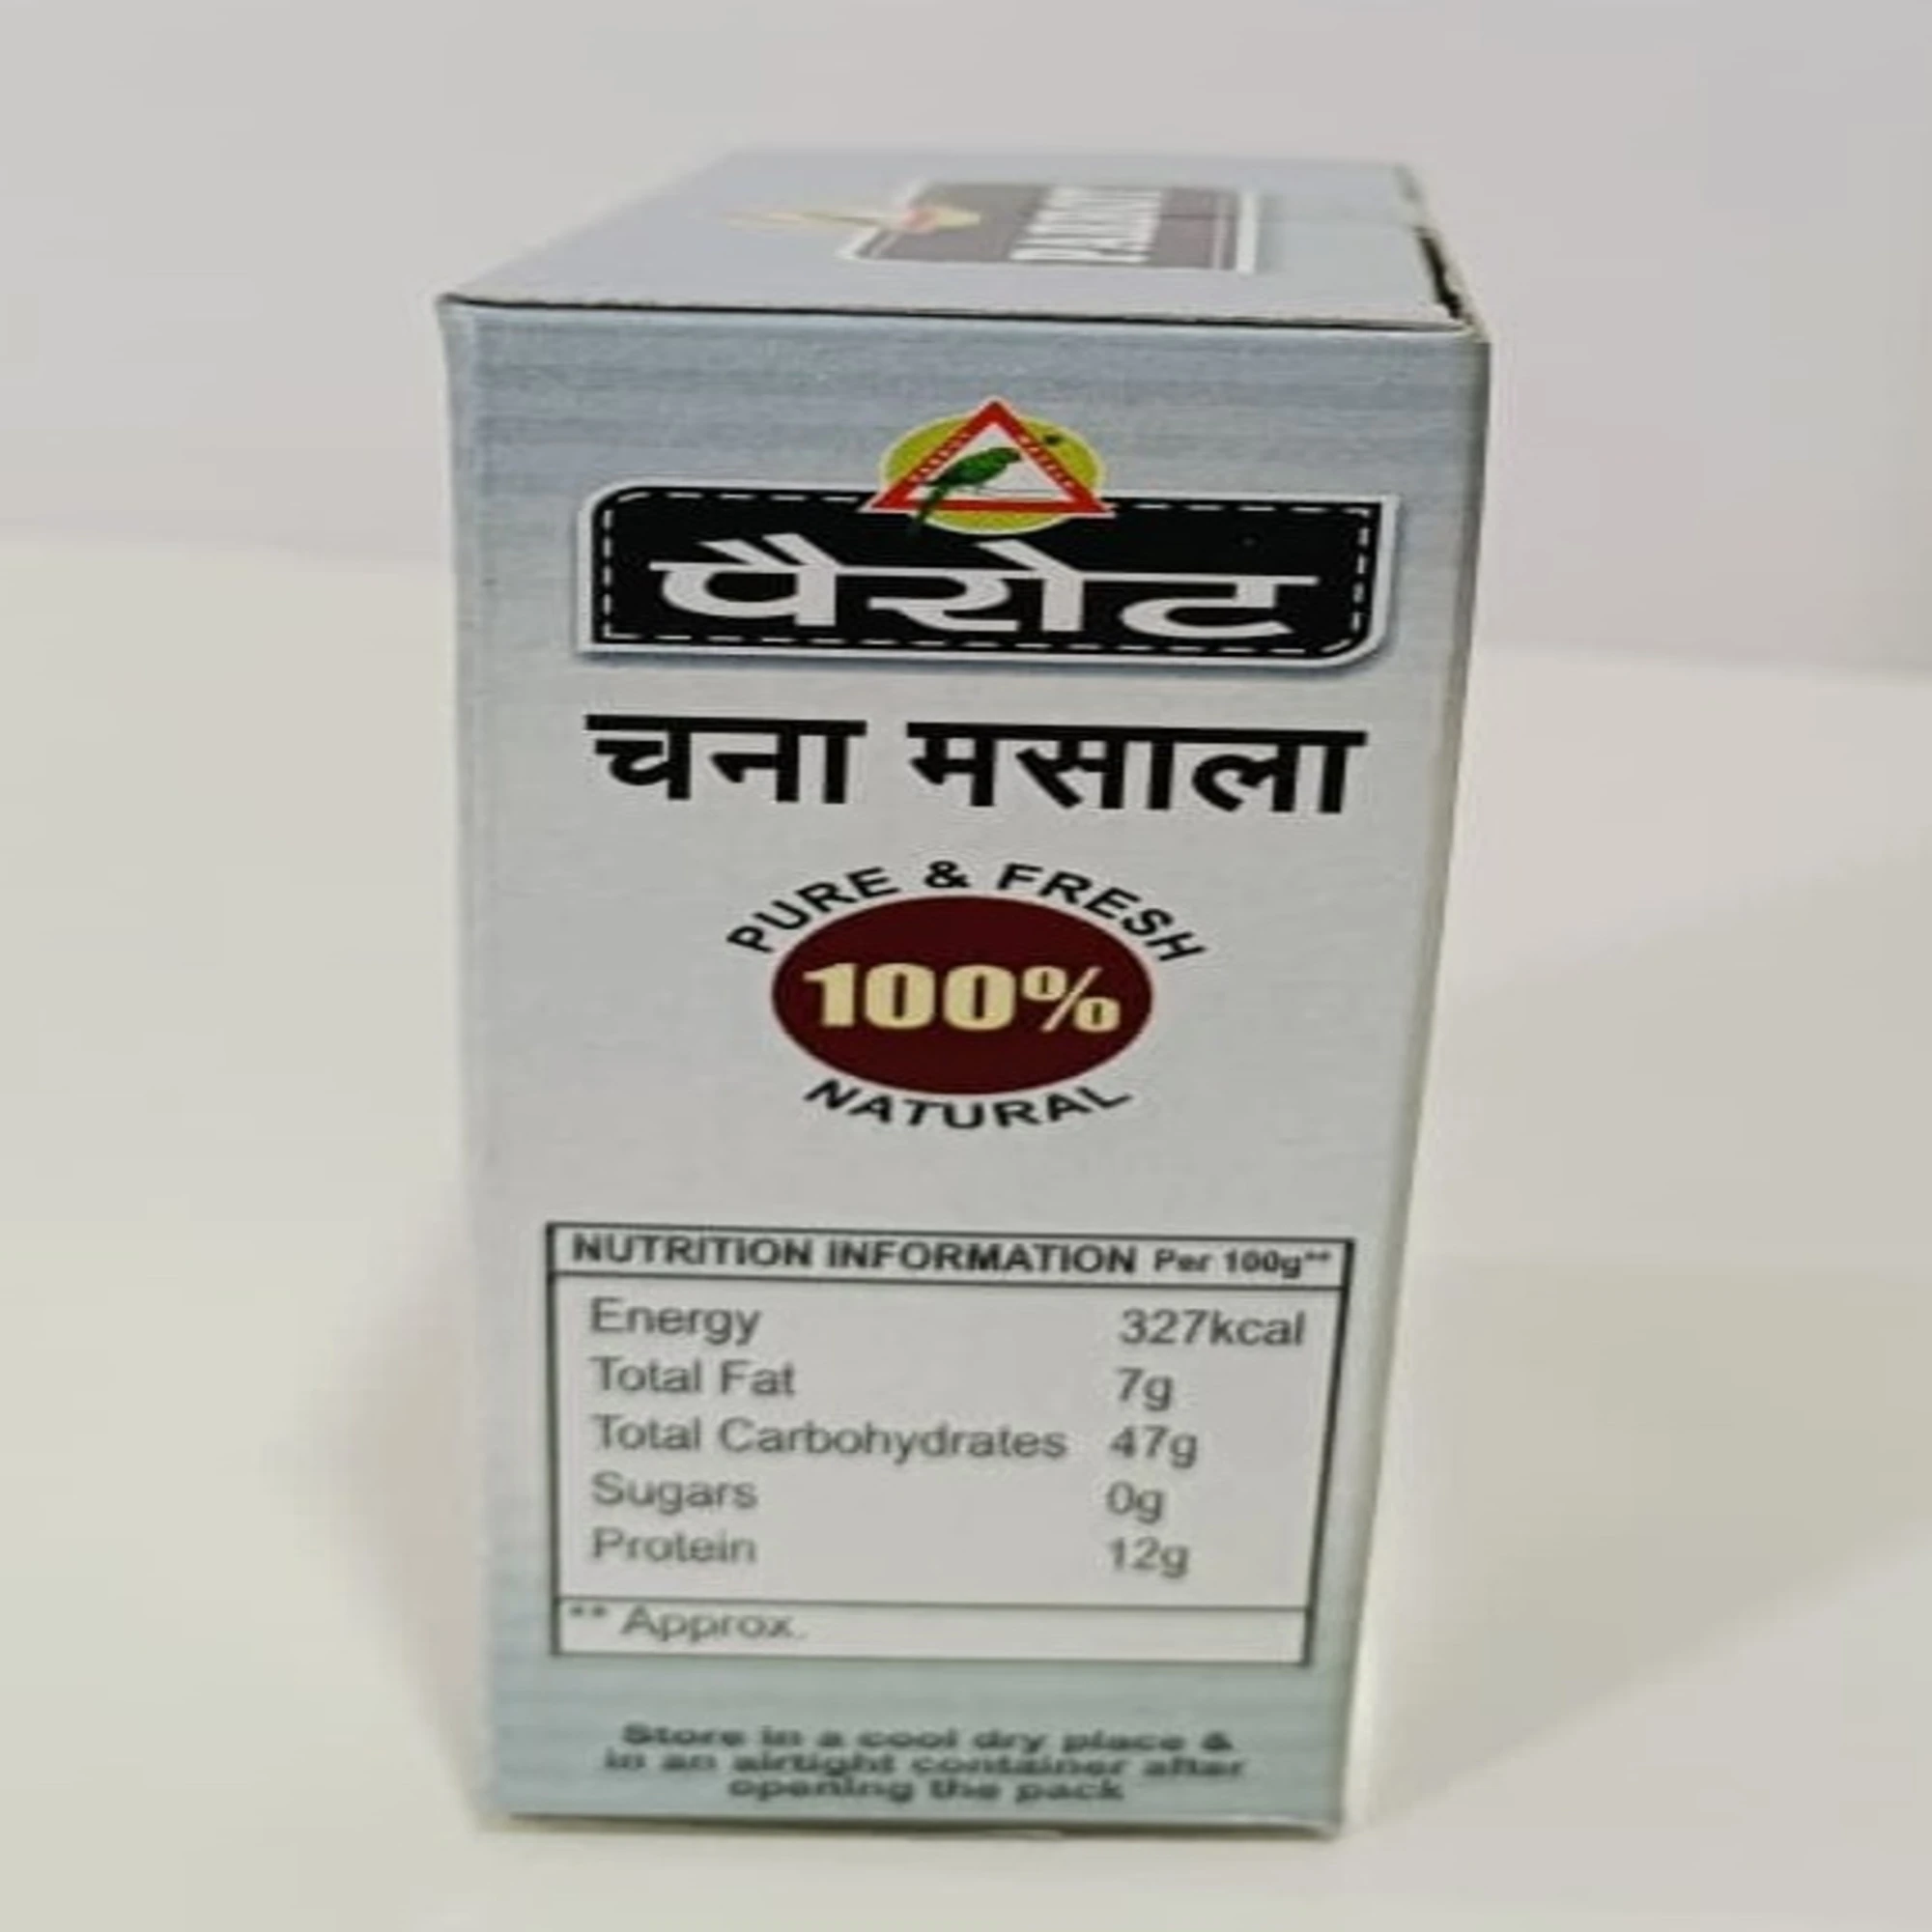 पैरोट
चना मसाला
PURE & FRESH
100%
NATURAL
NUTRITION INFORMATION Per 100g**
Energy 327kcal
Total Fat 7g
Total Carbohydrates 47g
Sugars 0g
Protein 12g
** Approx.
Store in a cool dry place &
in an airtight container after
opening the pack